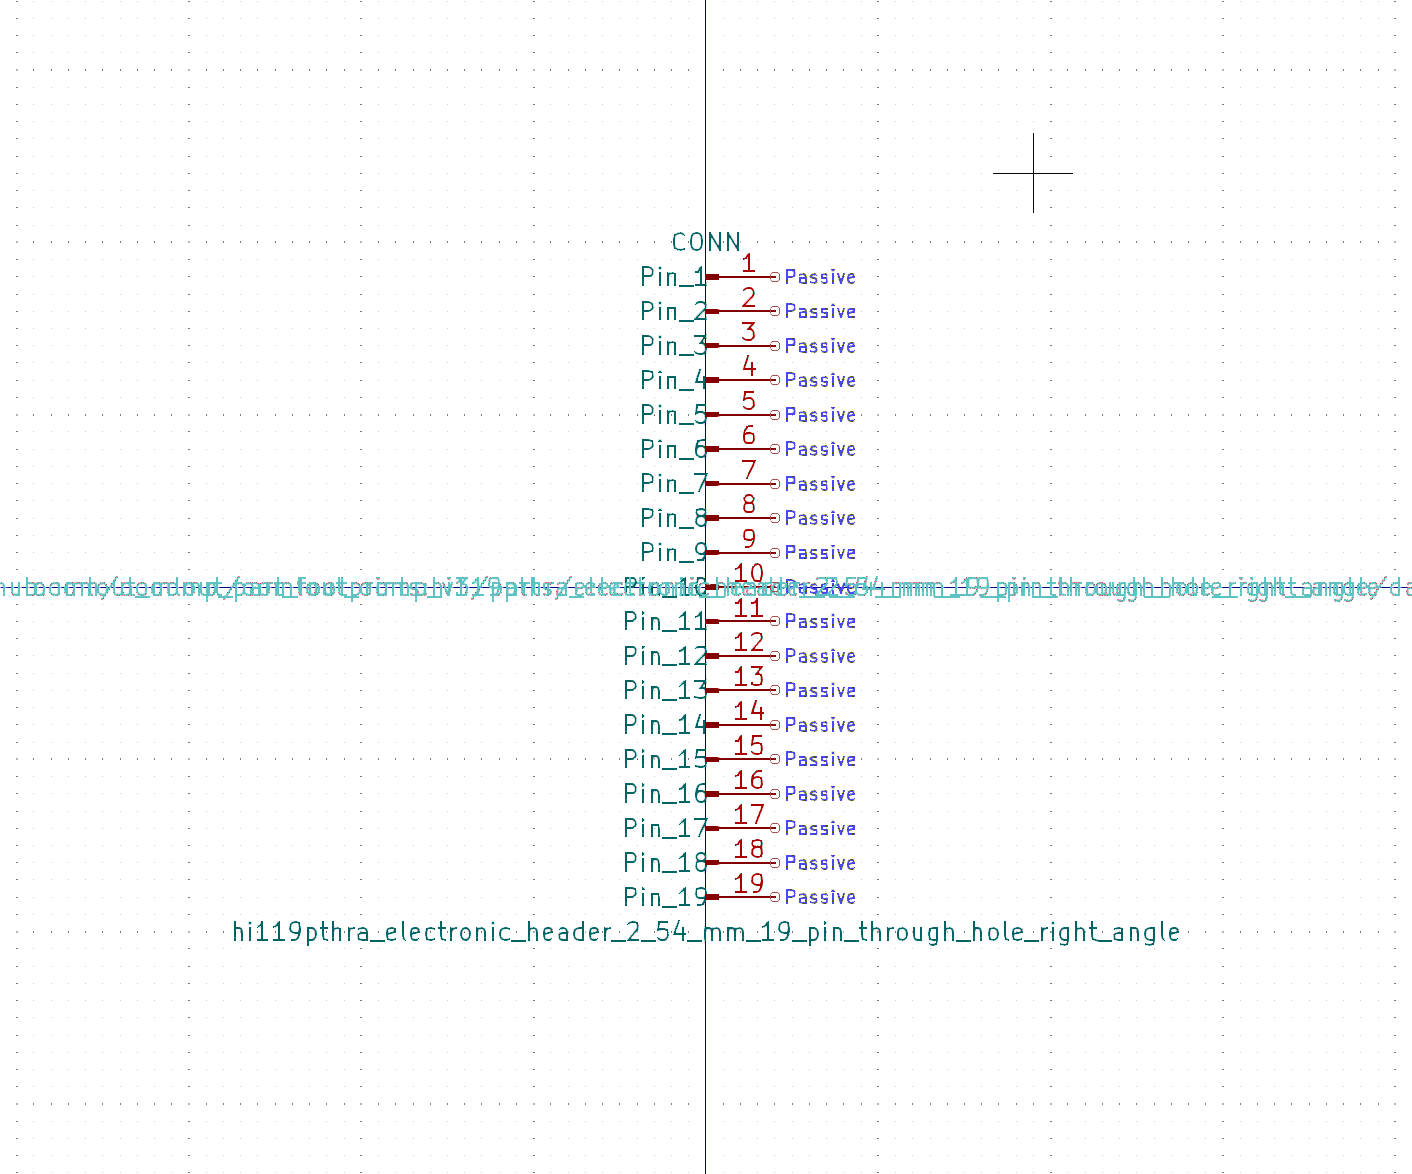 CONN
Pin_1 1 Passive
Pin_2 2 Passive
Pin_3 3 Passive
Pin_4 4 Passive
Pin_5 5 Passive
Pin_6 6 Passive
Pin_7 7 Passive
Pin_8 8 Passive
Pin_9 9 Passive
Pin_10 10 Passive
Pin_11 11 Passive
Pin_12 12 Passive
Pin_13 13 Passive
Pin_14 14 Passive
Pin_15 15 Passive
Pin_16 16 Passive
Pin_17 17 Passive
Pin_18 18 Passive
Pin_19 19 Passive
hi119pthra_electronic_header_2_54_mm_19_pin_through_hole_right_angle